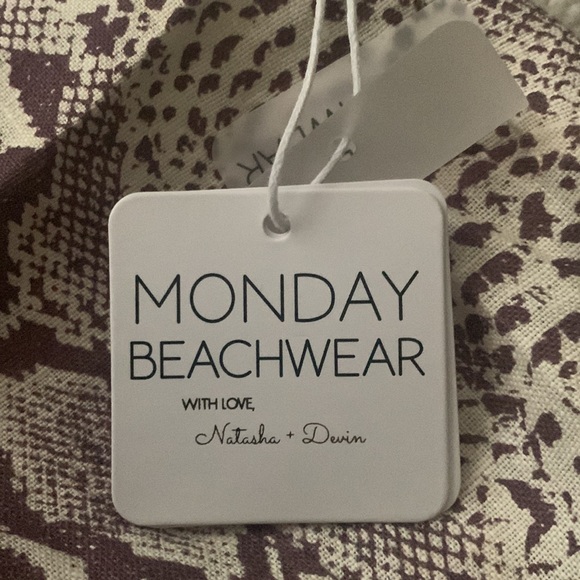 MONDAY
BEACHWEAR
WITH LOVE,
Natasha + Devin